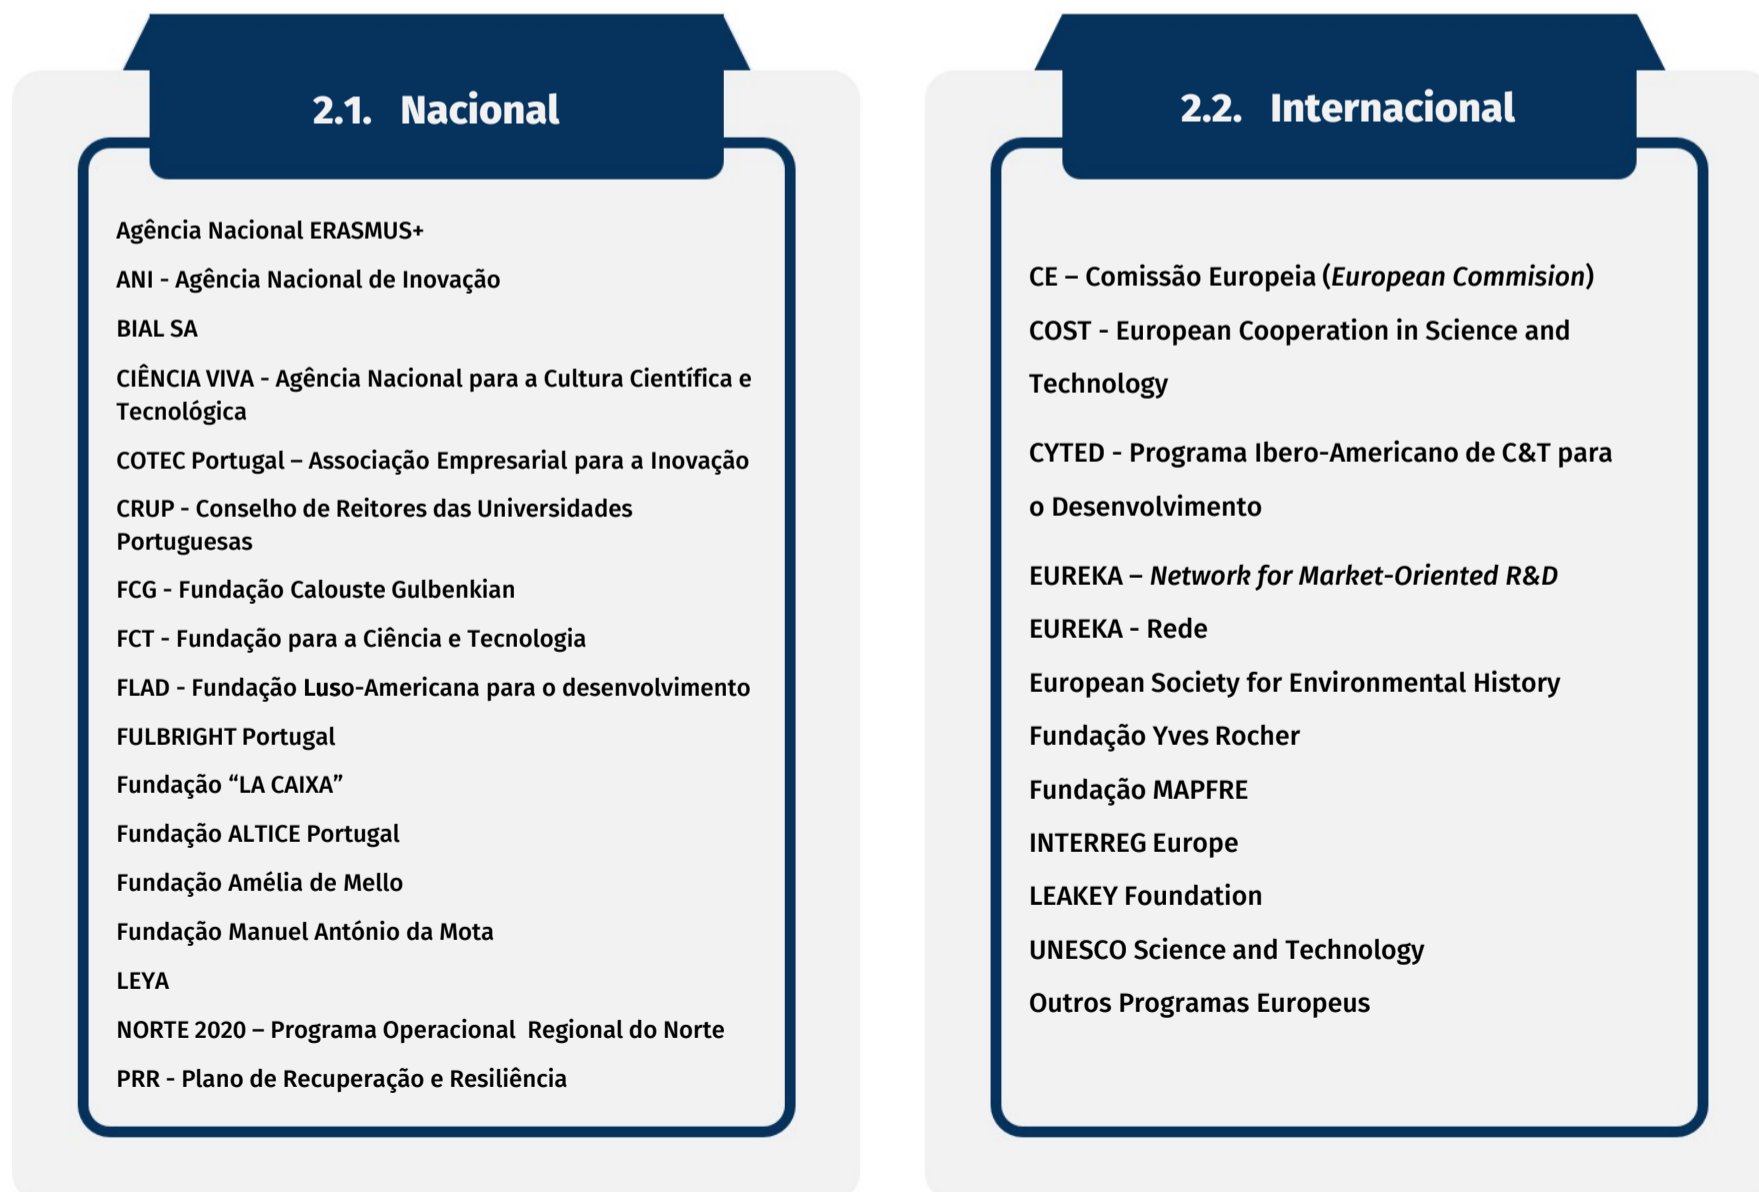 2.1. Nacional
Agência Nacional ERASMUS+
ANI - Agência Nacional de Inovação
BIAL SA
CIÊNCIA VIVA - Agência Nacional para a Cultura Científica e
Tecnológica
COTEC Portugal – Associação Empresarial para a Inovação
CRUP - Conselho de Reitores das Universidades
Portuguesas
FCG - Fundação Calouste Gulbenkian
FCT - Fundação para a Ciência e Tecnologia
FLAD - Fundação Luso-Americana para o desenvolvimento
FULBRIGHT Portugal
Fundação “LA CAIXA”
Fundação ALTICE Portugal
Fundação Amélia de Mello
Fundação Manuel António da Mota
LEYA
NORTE 2020 – Programa Operacional Regional do Norte
PRR - Plano de Recuperação e Resiliência
2.2. Internacional
CE – Comissão Europeia (European Commision)
COST - European Cooperation in Science and
Technology
CYTED - Programa Ibero-Americano de C&T para
o Desenvolvimento
EUREKA – Network for Market-Oriented R&D
EUREKA - Rede
European Society for Environmental History
Fundação Yves Rocher
Fundação MAPFRE
INTERREG Europe
LEAKEY Foundation
UNESCO Science and Technology
Outros Programas Europeus